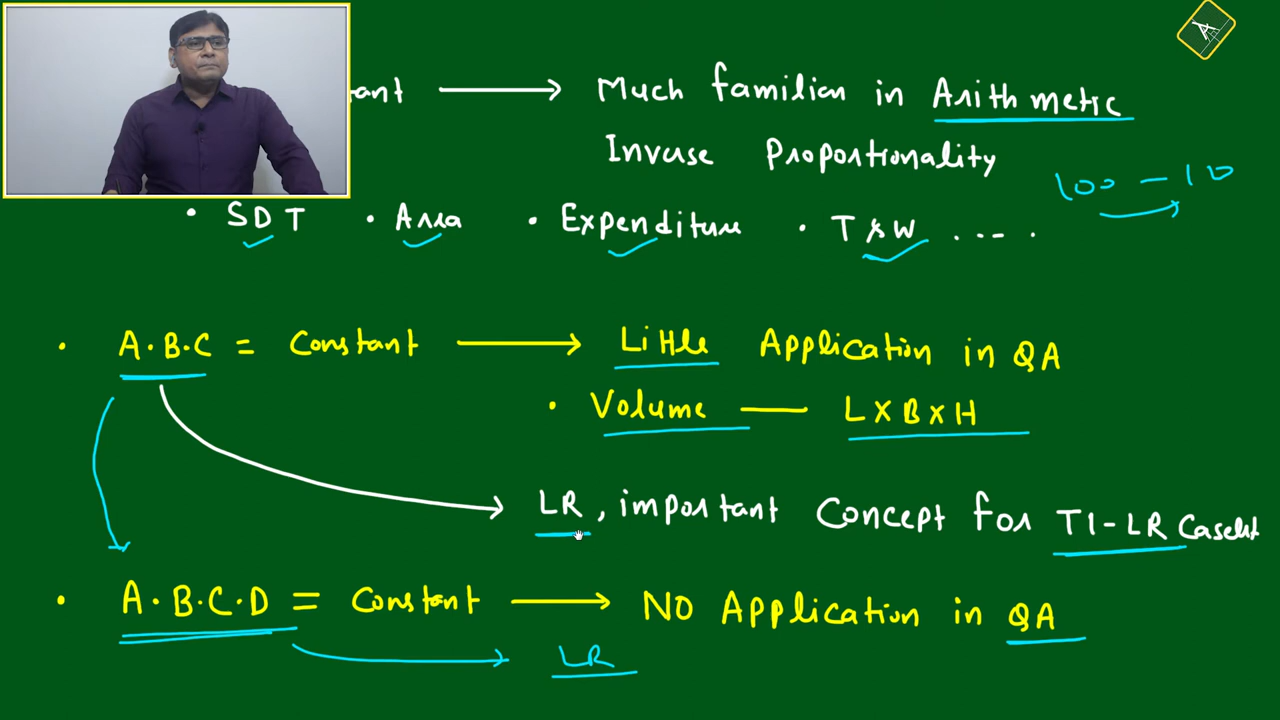 tant ⟶ Much familiar in Arithmetic
Inverse Proportionality
100 - 10
• SDT • Area • Expenditure • T & W . --- .
• A·B·C = Constant ⟶ Little Application in QA
• Volume — L×B×H
LR, important Concept for T1-LR Caselet
• A·B·C·D = Constant ⟶ NO Application in QA
LR